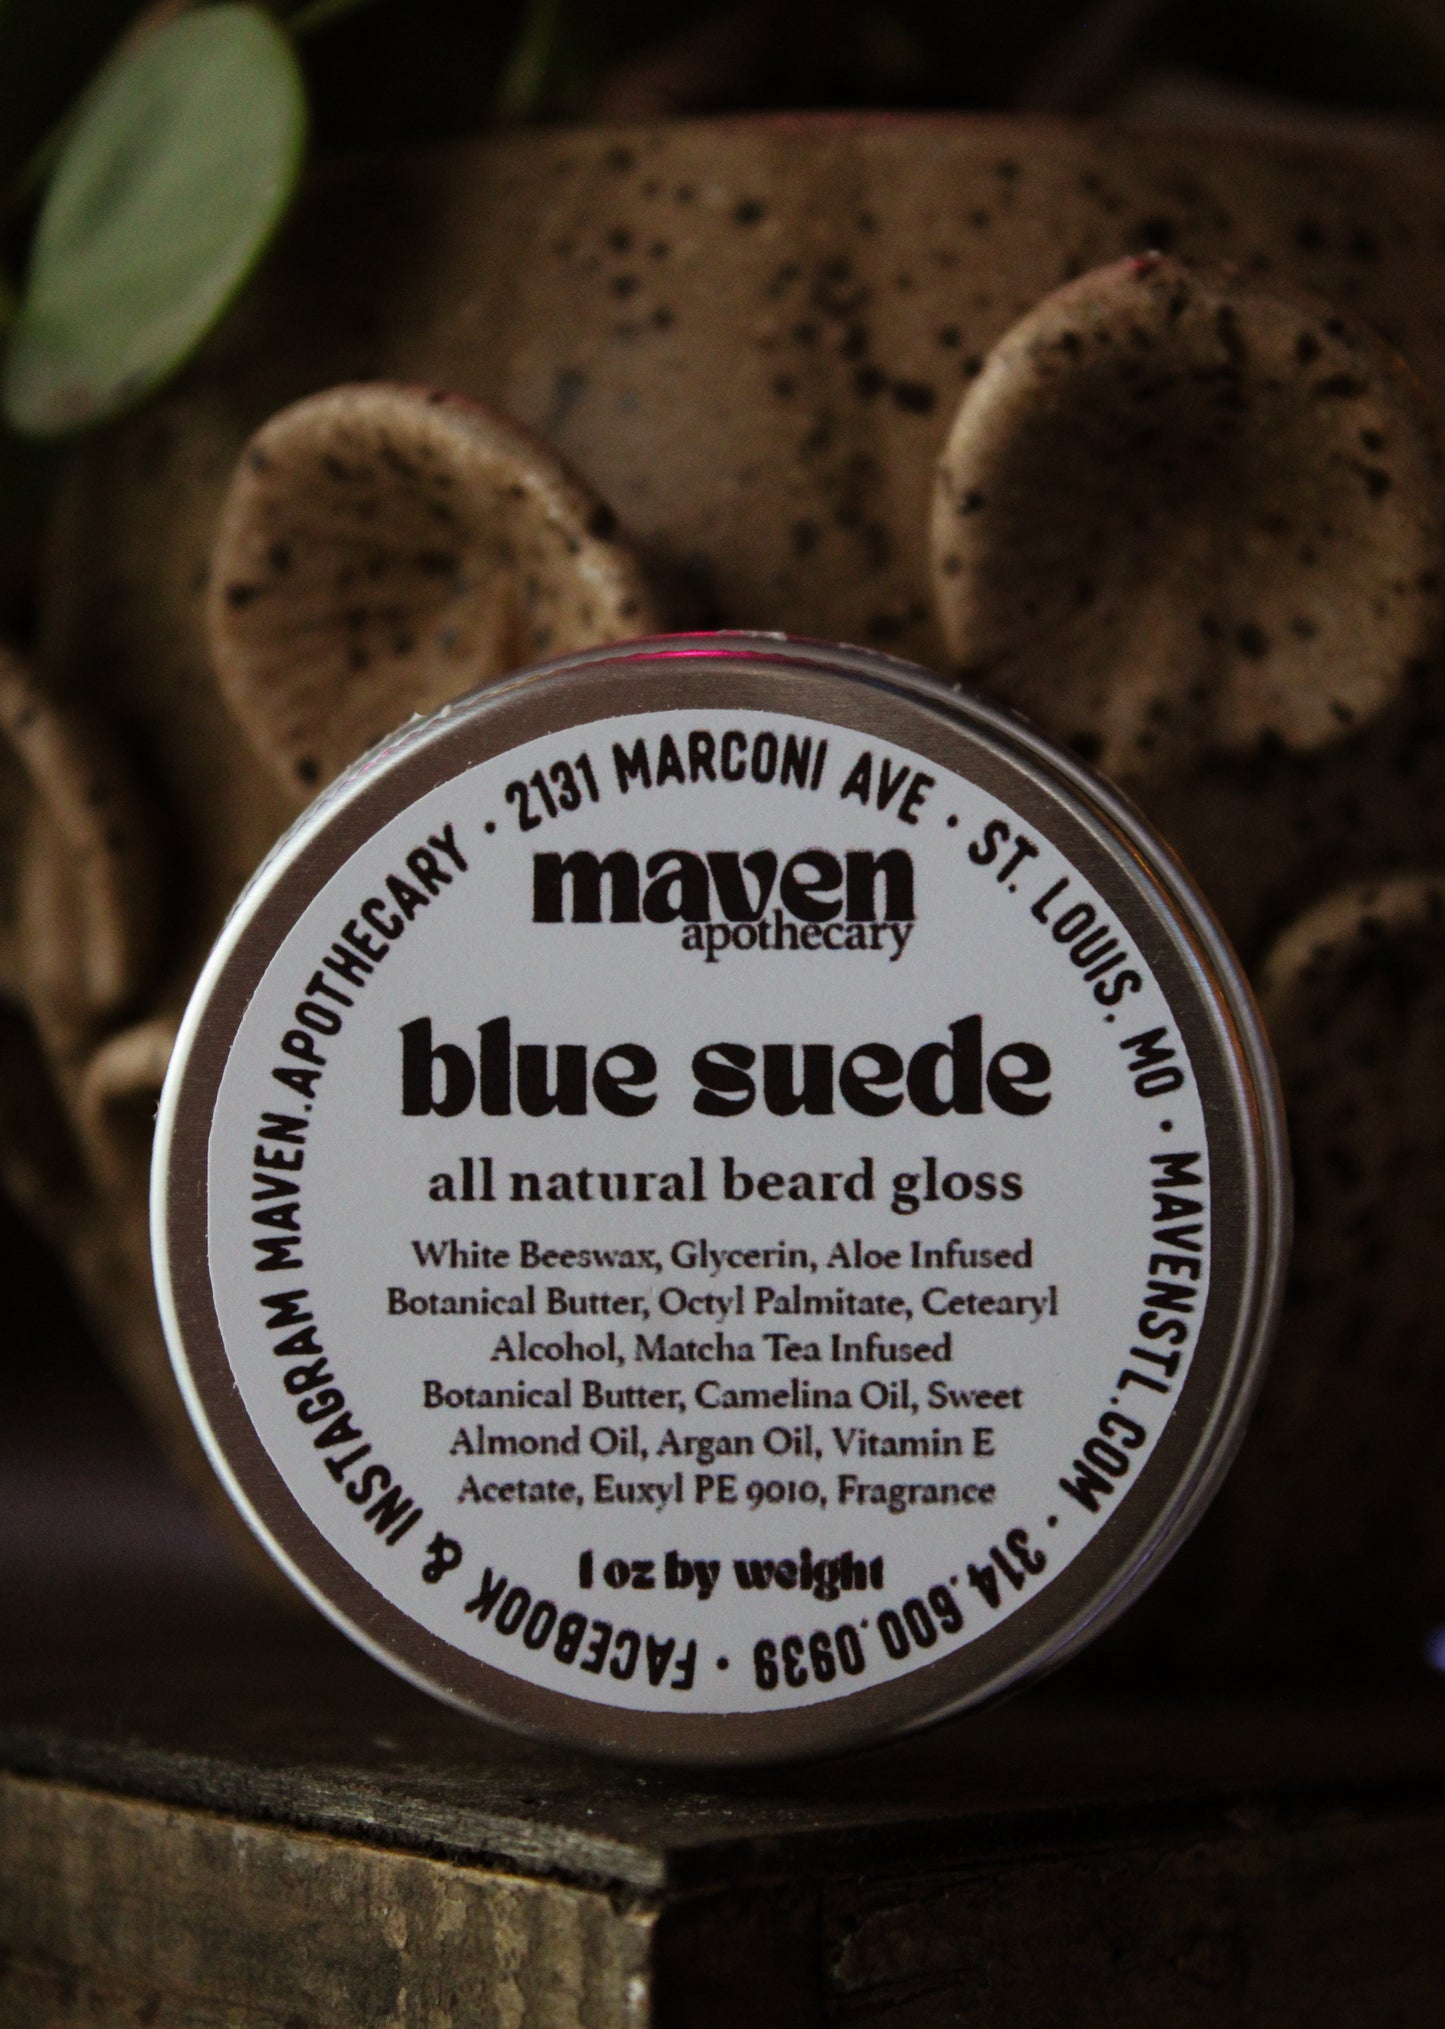 2131 MARCONI AVE · ST. LOUIS, MO · MAVENSTL.COM · 314.600.0939 · FACEBOOK & INSTAGRAM MAVEN.APOTHECARY ·
maven
apothecary
blue suede
all natural beard gloss
White Beeswax, Glycerin, Aloe Infused
Botanical Butter, Octyl Palmitate, Cetearyl
Alcohol, Matcha Tea Infused
Botanical Butter, Camelina Oil, Sweet
Almond Oil, Argan Oil, Vitamin E
Acetate, Euxyl PE 9010, Fragrance
1 oz by weight